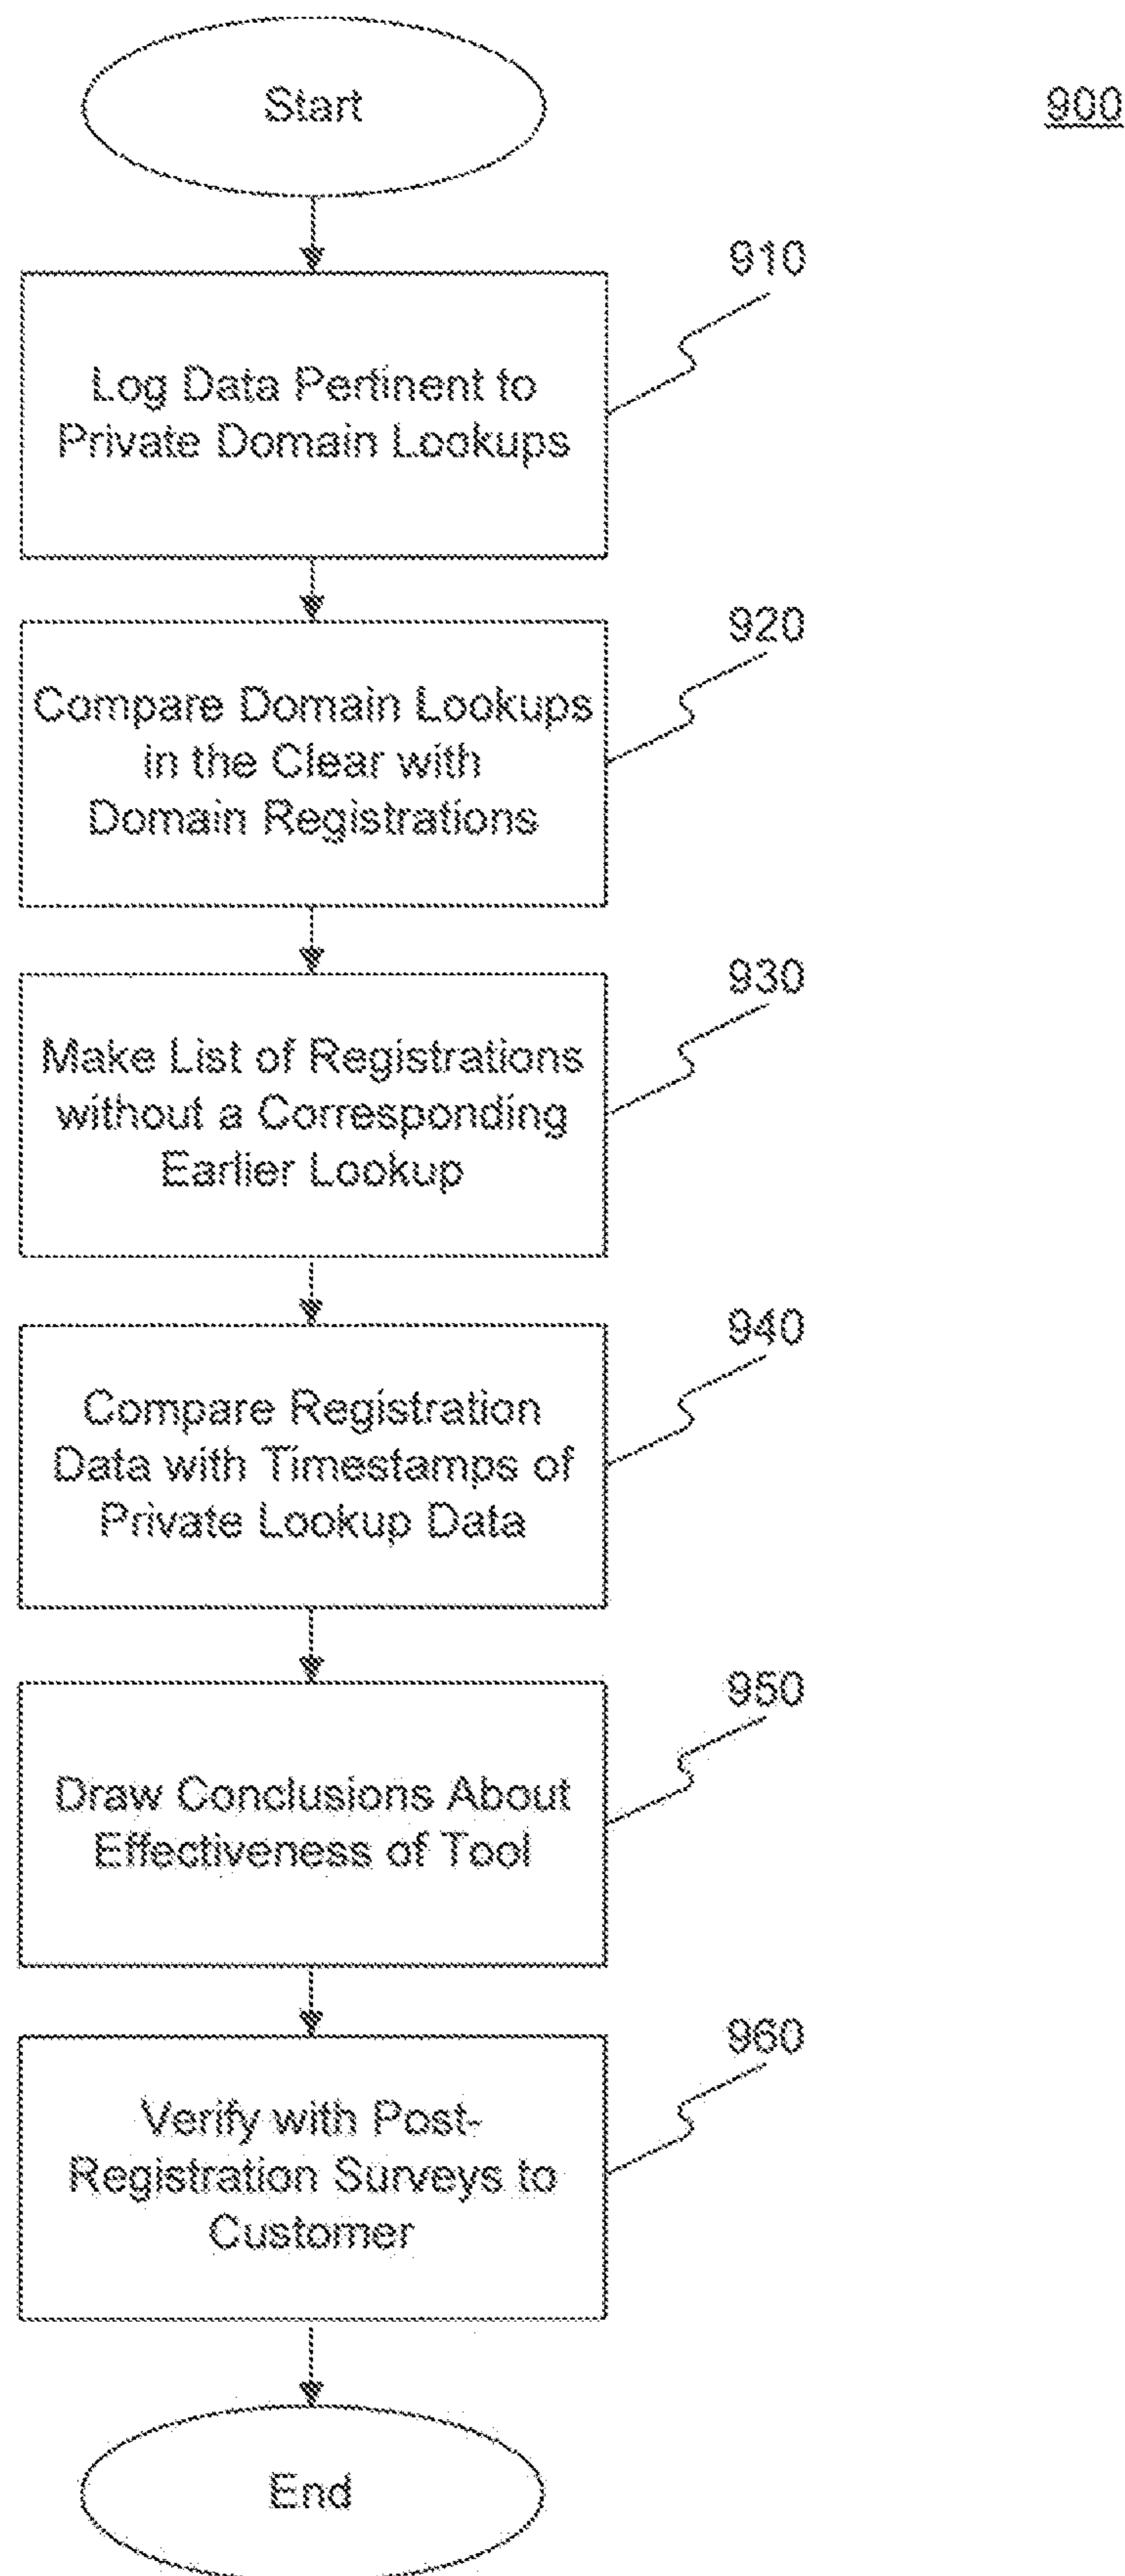 Start
900
910
Log Data Pertinent to
Private Domain Lookups
920
Compare Domain Lookups
in the Clear with
Domain Registrations
930
Make List of Registrations
without a Corresponding
Earlier Lookup
940
Compare Registration
Data with Timestamps of
Private Lookup Data
950
Draw Conclusions About
Effectiveness of Tool
960
Verify with Post-
Registration Surveys to
Customer
End